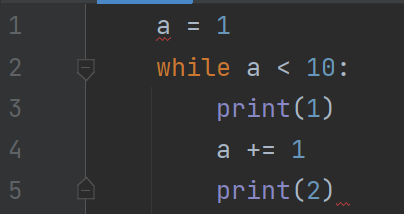 1 a = 1
2 while a < 10:
3 print(1)
4 a += 1
5 print(2)